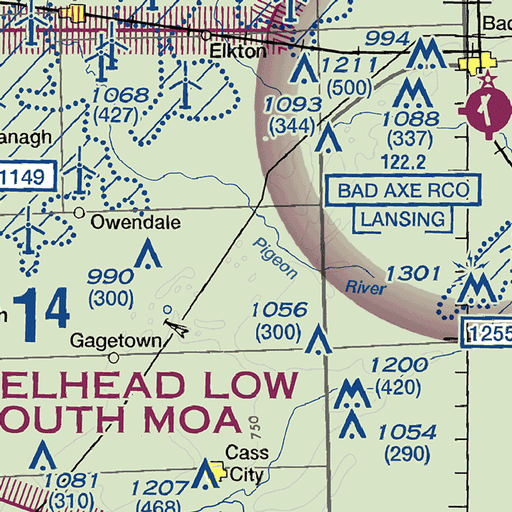 Bad
994
Elkton
1211
(500)
1068
(427)
1093
(344)
1088
(337)
122.2
anagh
1149
BAD AXE RCO
LANSING
Owendale
Pigeon
River
990
(300)
1301
14
n
1056
(300)
1255
Gagetown
1200
(420)
ELHEAD LOW
OUTH MOA
750
1054
(290)
Cass
City
1081
(310)
1207
(468)